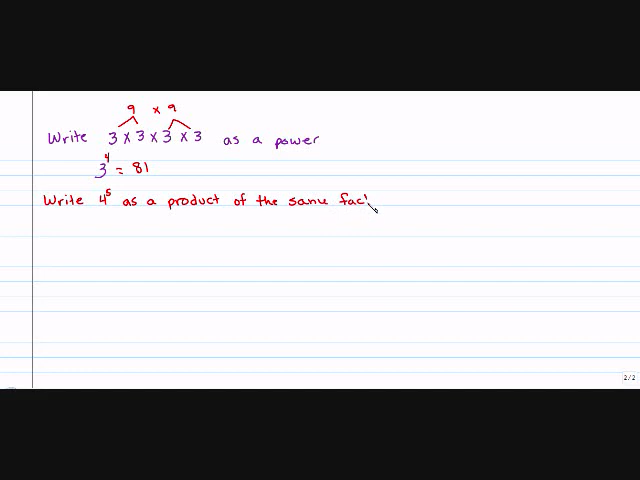 9 x 9
Write 3 x 3 x 3 x 3 as a power
3⁴ = 81
Write 4⁵ as a product of the same fac
2/2